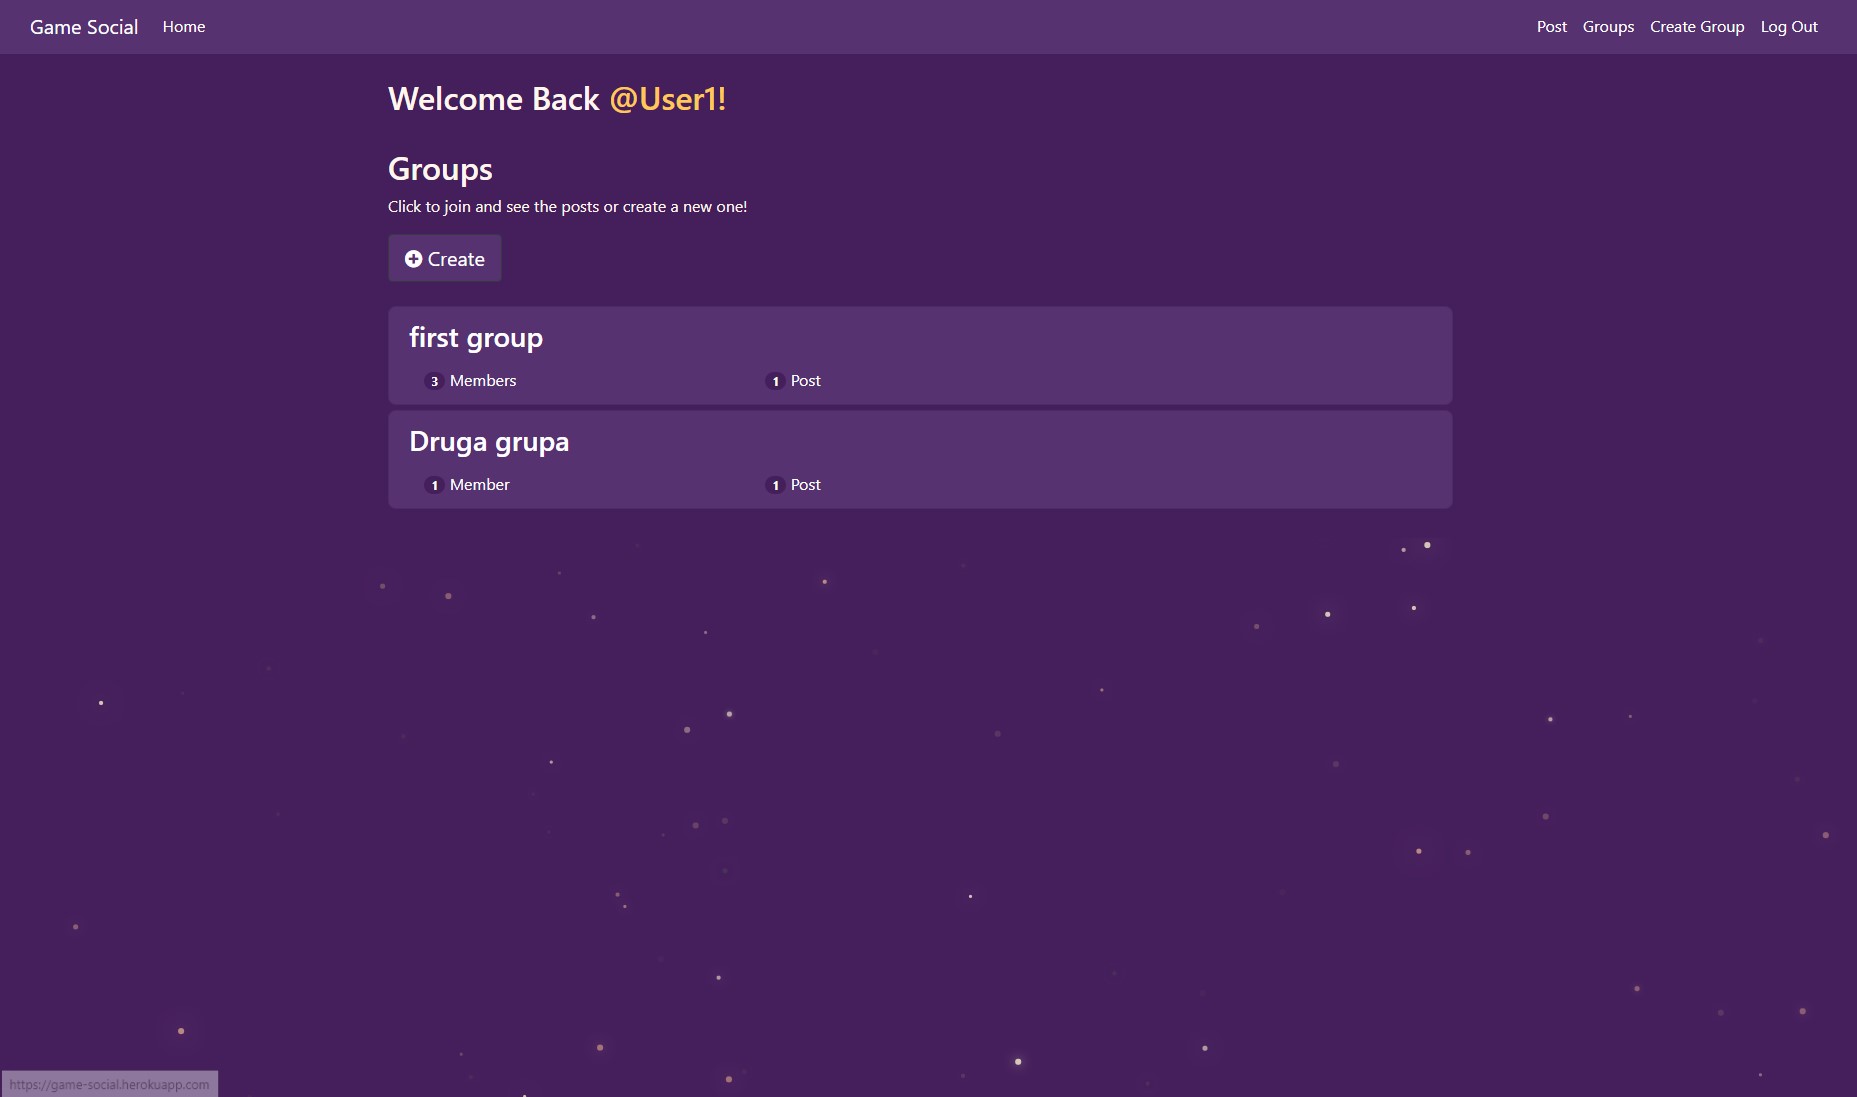 Game Social Home Post Groups Create Group Log Out
Welcome Back @User1!
Groups
Click to join and see the posts or create a new one!
Create
first group
3 Members 1 Post
Druga grupa
1 Member 1 Post
https://game-social.herokuapp.com